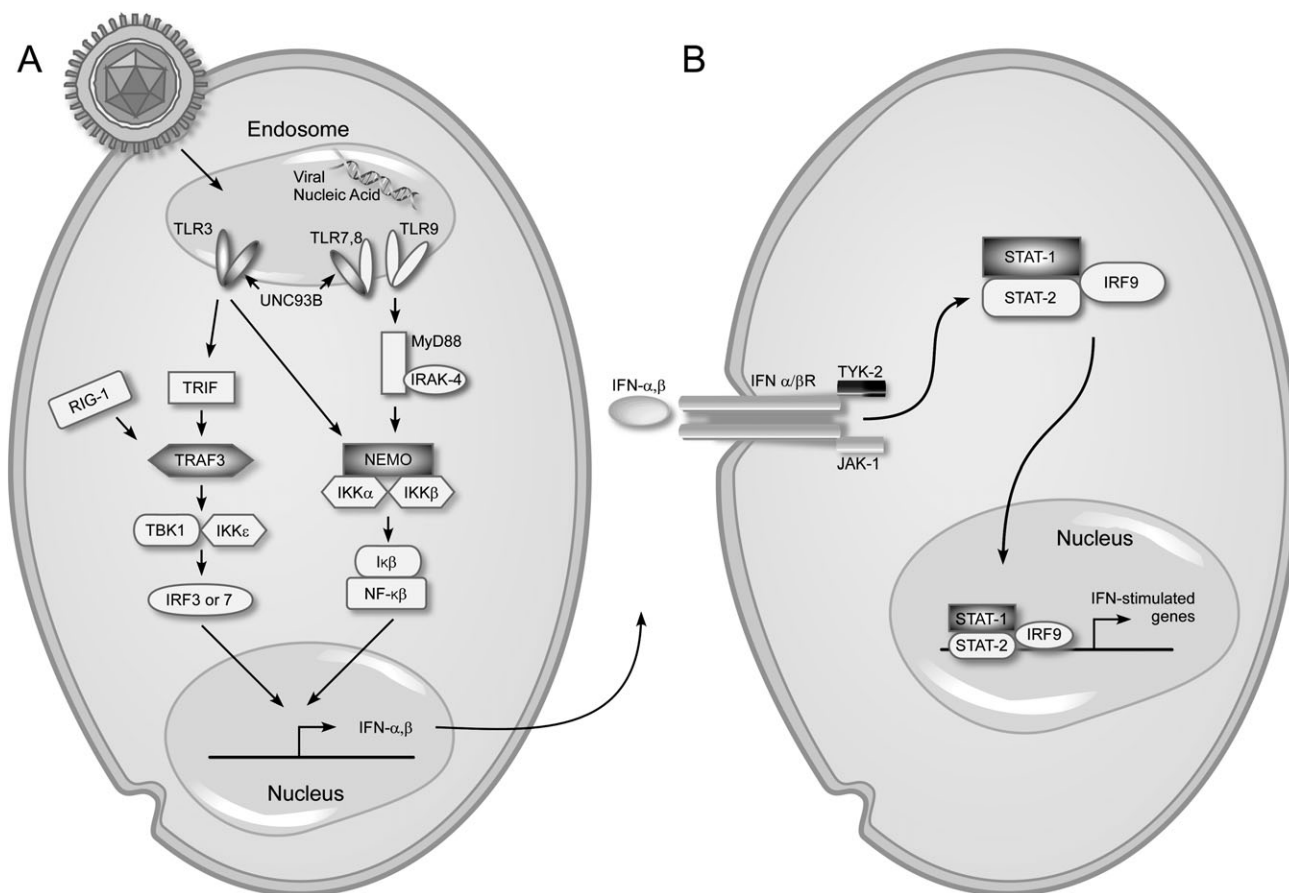 A
Endosome
Viral
Nucleic Acid
TLR3
TLR7,8
TLR9
UNC93B
MyD88
IRAK-4
TRIF
RIG-1
TRAF3
NEMO
IKKα
IKKβ
TBK1
IKKε
Iκβ
NF-κβ
IRF3 or 7
IFN-α,β
Nucleus
B
STAT-1
STAT-2
IRF9
IFN-α,β
IFN α/βR
TYK-2
JAK-1
Nucleus
IFN-stimulated
genes
STAT-1
STAT-2
IRF9